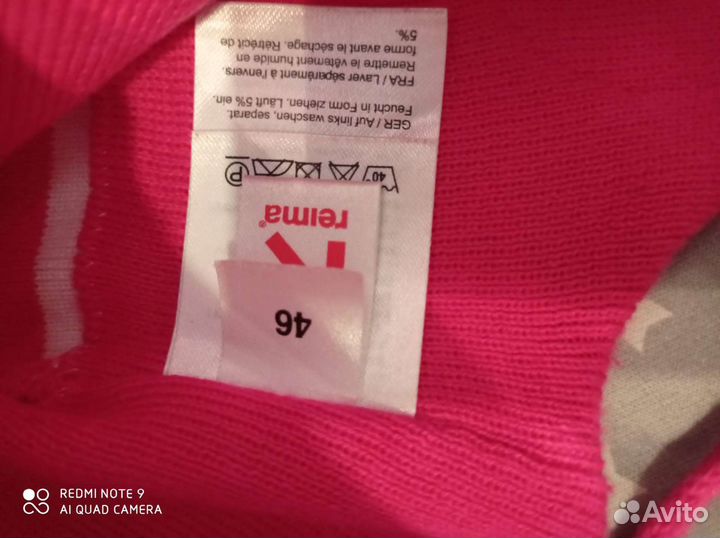 GER / Auf links waschen, separat.
Feucht in Form ziehen. Läuft 5% ein.
FRA / Laver séparément à l'envers.
Remettre le vêtement humide en
forme avant le séchage. Rétrécit de
5%.
40°
P
reima®
46
REDMI NOTE 9
AI QUAD CAMERA
Avito